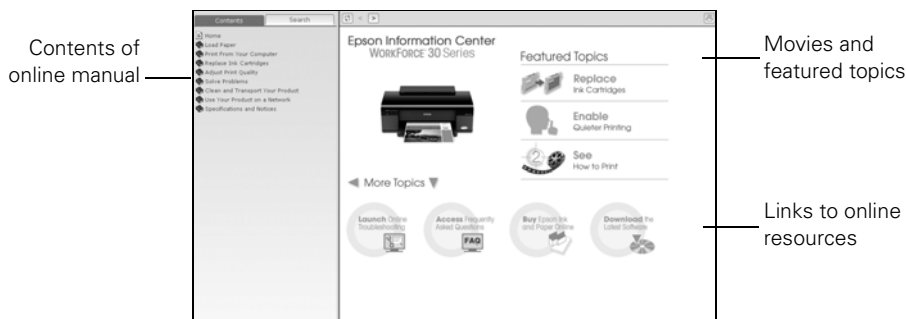 Contents of
online manual
Contents
Search
Home
Load Paper
Print From Your Computer
Replace Ink Cartridges
Adjust Print Quality
Solve Problems
Clean and Transport Your Product
Use Your Product on a Network
Specifications and Notices
Epson Information Center
WORKFORCE 30 Series
Featured Topics
Replace
Ink Cartridges
Enable
Quieter Printing
2
See
How to Print
More Topics
Launch Online
Troubleshooting
Access Frequently
Asked Questions
FAQ
Buy Epson Ink
and Paper Online
Download the
Latest Software
Movies and
featured topics
Links to online
resources